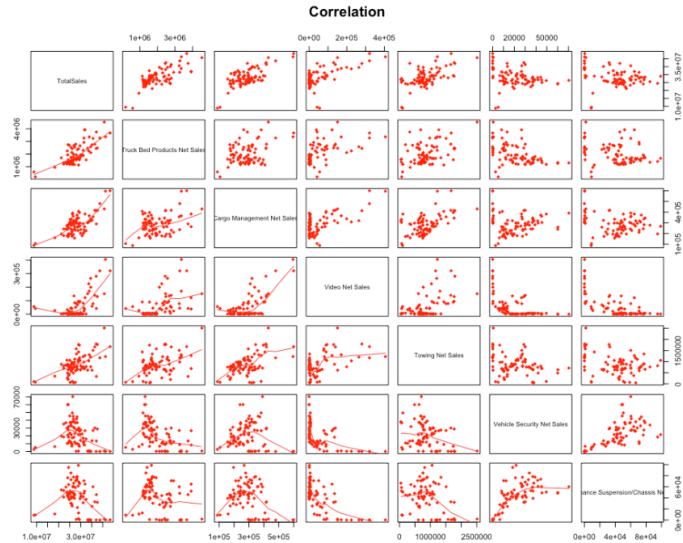 Correlation
1e+06 3e+06
0e+00 2e+05 4e+05
0 20000 50000
TotalSales
1.0e+07 3.5e+07
1e+06 4e+06
Truck Bed Products Net Sales
Cargo Management Net Sales
1e+05 4e+05
0e+00 3e+05
Video Net Sales
Towing Net Sales
0 1500000
0 30000 70000
Vehicle Security Net Sales
ance Suspension/Chassis Ne
0e+00 6e+04
1.0e+07 3.0e+07
1e+05 3e+05 5e+05
0 1000000 2500000
0e+00 4e+04 8e+04